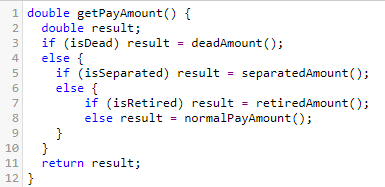 1 double getPayAmount() {
2   double result;
3   if (isDead) result = deadAmount();
4   else {
5     if (isSeparated) result = separatedAmount();
6     else {
7         if (isRetired) result = retiredAmount();
8         else result = normalPayAmount();
9     }
10   }
11   return result;
12 }